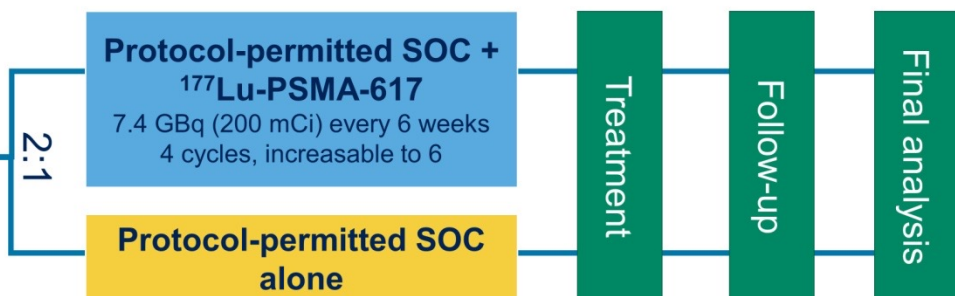 2:1
Protocol-permitted SOC +
¹⁷⁷Lu-PSMA-617
7.4 GBq (200 mCi) every 6 weeks
4 cycles, increasable to 6
Protocol-permitted SOC
alone
Treatment
Follow-up
Final analysis